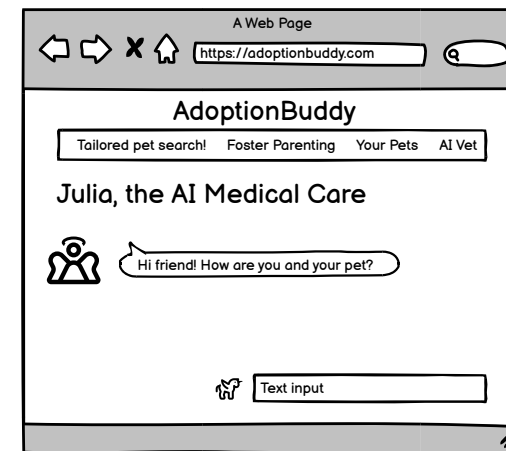 A Web Page
https://adoptionbuddy.com
AdoptionBuddy
Tailored pet search! Foster Parenting Your Pets AI Vet
Julia, the AI Medical Care
Hi friend! How are you and your pet?
Text input